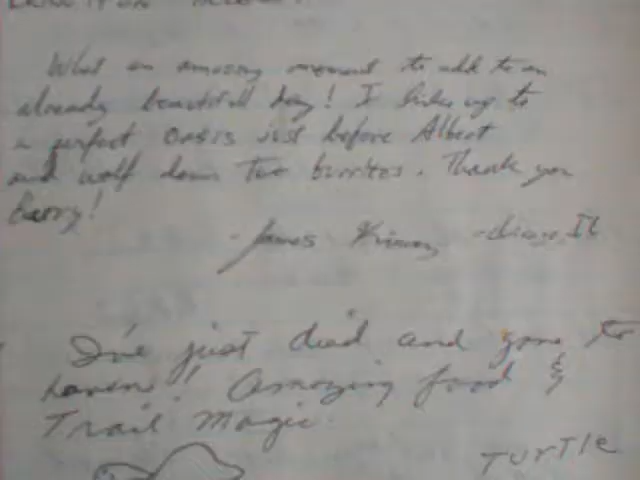 What an amazing moment to add to an
already beautiful day! I hike up to
a perfect oasis just before Albert
and wolf down two burritos. Thank you
Barry!
- James
I've just died and gone to
heaven! Amazing food &
Trail Magic
TURTLE